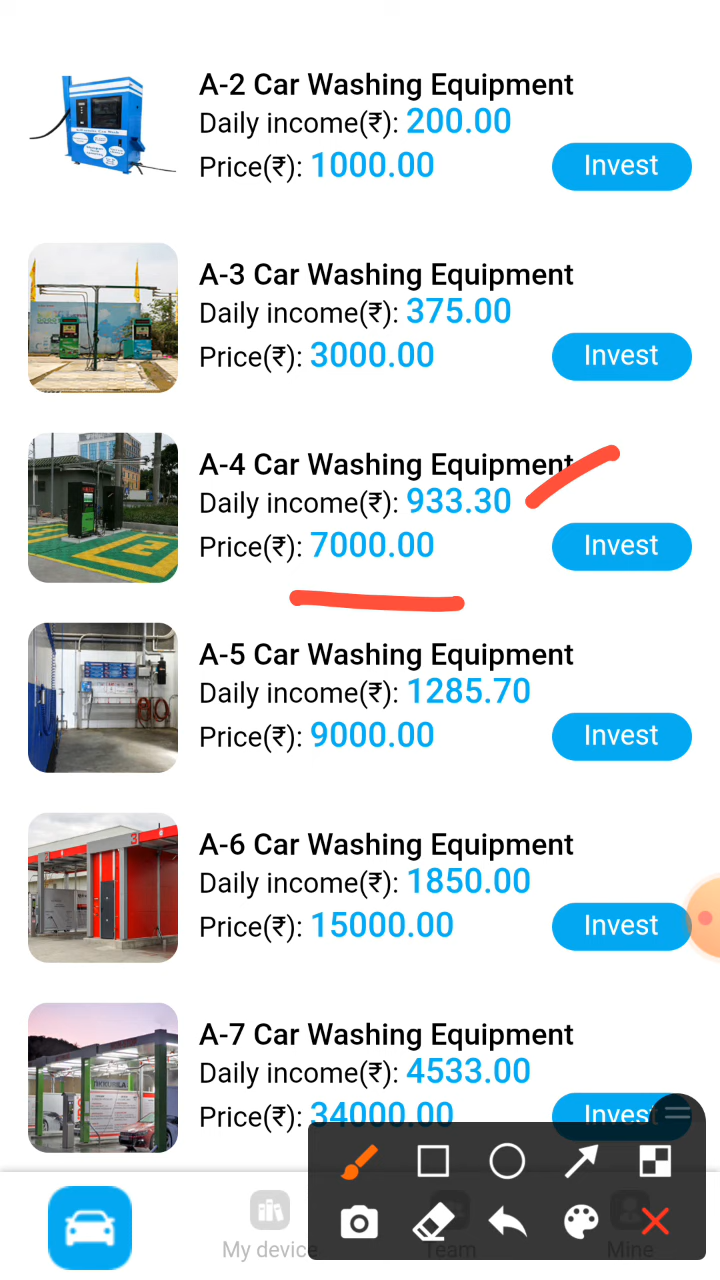 A-2 Car Washing Equipment
Daily income(₹): 200.00
Price(₹): 1000.00
Invest
A-3 Car Washing Equipment
Daily income(₹): 375.00
Price(₹): 3000.00
Invest
A-4 Car Washing Equipment
Daily income(₹): 933.30
Price(₹): 7000.00
Invest
A-5 Car Washing Equipment
Daily income(₹): 1285.70
Price(₹): 9000.00
Invest
A-6 Car Washing Equipment
Daily income(₹): 1850.00
Price(₹): 15000.00
Invest
A-7 Car Washing Equipment
Daily income(₹): 4533.00
Price(₹): 34000.00
Invest
My device
Team
Mine